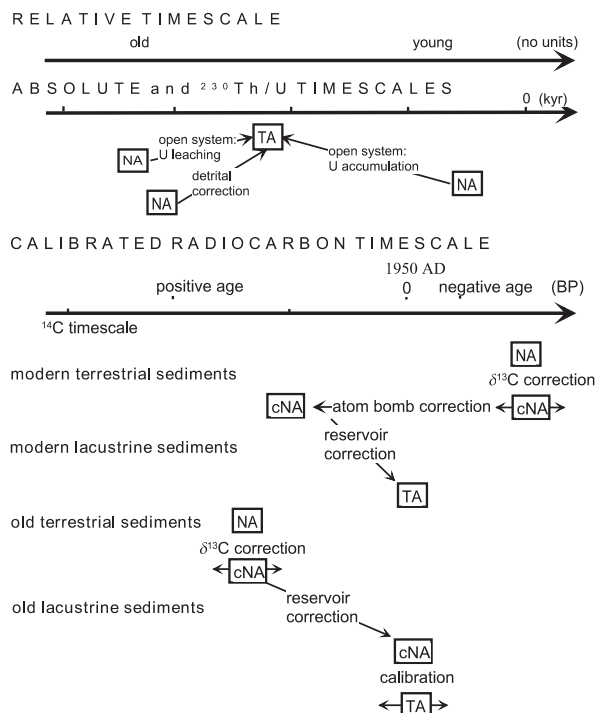 RELATIVE TIMESCALE
old young (no units)
ABSOLUTE and ²³⁰Th/U TIMESCALES
0 (kyr)
open system:
U leaching
TA
open system:
U accumulation
NA
detrital
correction
NA
NA
CALIBRATED RADIOCARBON TIMESCALE
1950 AD
positive age 0 negative age (BP)
¹⁴C timescale
NA
modern terrestrial sediments
δ¹³C correction
cNA atom bomb correction cNA
modern lacustrine sediments
reservoir
correction
TA
old terrestrial sediments NA
δ¹³C correction
cNA
old lacustrine sediments
reservoir
correction
cNA
calibration
TA